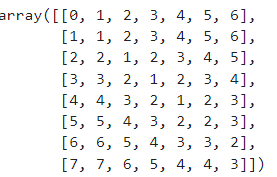 array([[0, 1, 2, 3, 4, 5, 6],
[1, 1, 2, 3, 4, 5, 6],
[2, 2, 1, 2, 3, 4, 5],
[3, 3, 2, 1, 2, 3, 4],
[4, 4, 3, 2, 1, 2, 3],
[5, 5, 4, 3, 2, 2, 3],
[6, 6, 5, 4, 3, 3, 2],
[7, 7, 6, 5, 4, 4, 3]])